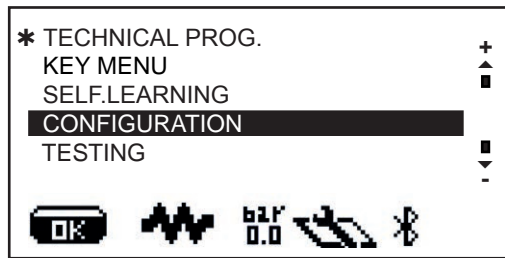 ✱ TECHNICAL PROG.
KEY MENU
SELF.LEARNING
CONFIGURATION
TESTING
+
-
OK
bar
0.0